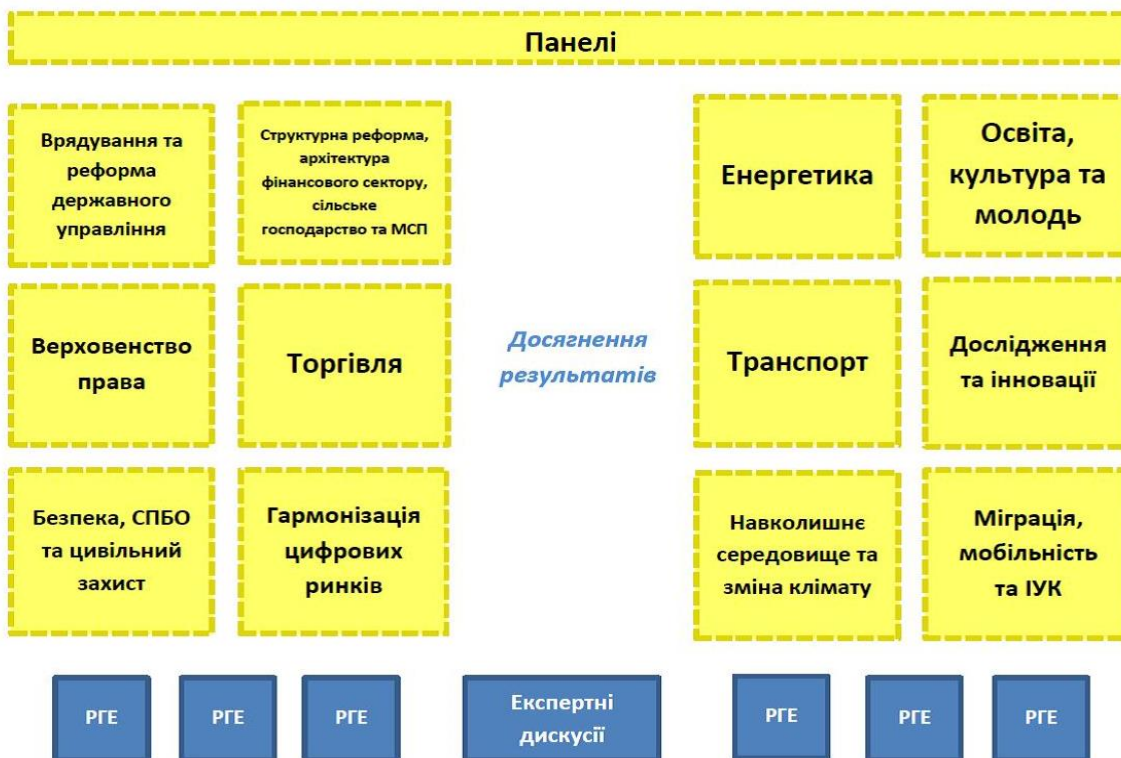 Панелі
Врядування та
реформа
державного
управління
Структурна реформа,
архітектура
фінансового сектору,
сільське
господарство та МСП
Енергетика
Освіта,
культура та
молодь
Верховенство
права
Торгівля
Досягнення
результатів
Транспорт
Дослідження
та інновації
Безпека, СПБО
та цивільний
захист
Гармонізація
цифрових
ринків
Навколишнє
середовище та
зміна клімату
Міграція,
мобільність
та ІУК
РГЕ
РГЕ
РГЕ
Експертні
дискусії
РГЕ
РГЕ
РГЕ